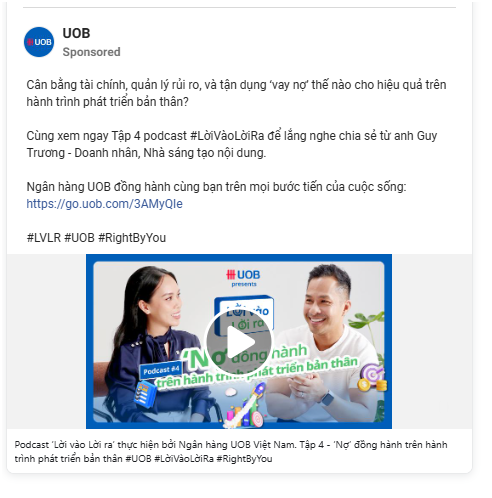 UOB
Sponsored
UOB
Cân bằng tài chính, quản lý rủi ro, và tận dụng ‘vay nợ’ thế nào cho hiệu quả trên
hành trình phát triển bản thân?
Cùng xem ngay Tập 4 podcast #LờiVàoLờiRa để lắng nghe chia sẻ từ anh Guy
Trương - Doanh nhân, Nhà sáng tạo nội dung.
Ngân hàng UOB đồng hành cùng bạn trên mọi bước tiến của cuộc sống:
https://go.uob.com/3AMyQle
#LVLR #UOB #RightByYou
UOB
presents
Lời vào
Lời ra
Podcast #4
‘Nợ’ đồng hành
trên hành trình phát triển bản thân
Podcast ‘Lời vào Lời ra’ thực hiện bởi Ngân hàng UOB Việt Nam. Tập 4 - ‘Nợ’ đồng hành trên hành
trình phát triển bản thân #UOB #LờiVàoLờiRa #RightByYou